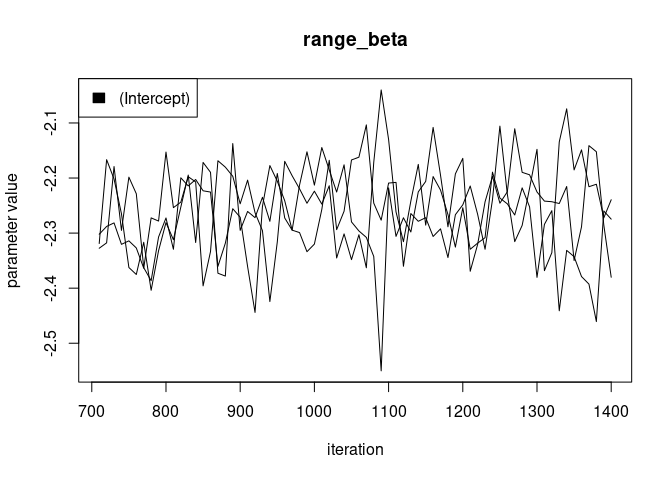 range_beta
(Intercept)
parameter value
-2.1
-2.2
-2.3
-2.4
-2.5
700 800 900 1000 1100 1200 1300 1400
iteration